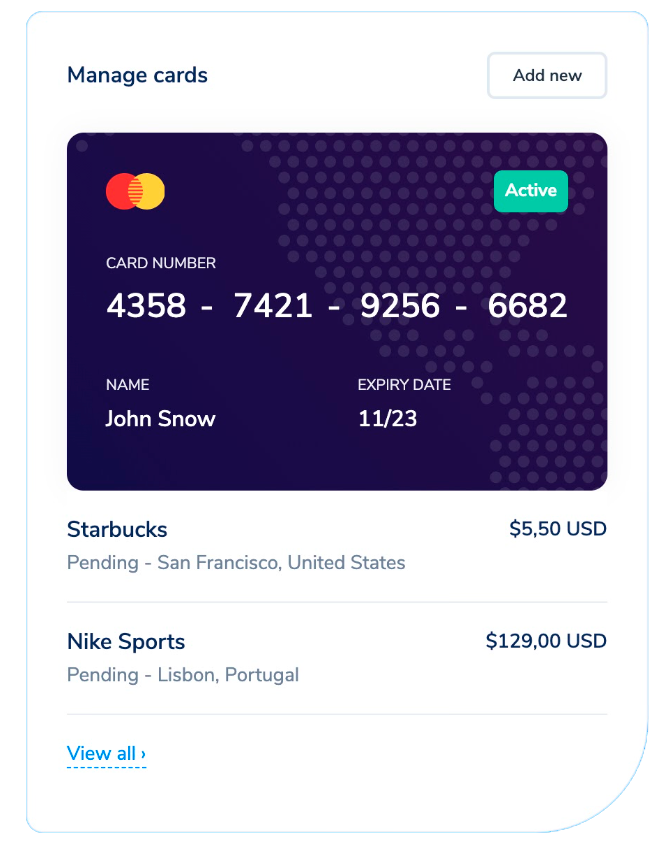 Manage cards
Add new
Active
CARD NUMBER
4358 - 7421 - 9256 - 6682
NAME
EXPIRY DATE
John Snow
11/23
Starbucks
$5,50 USD
Pending - San Francisco, United States
Nike Sports
$129,00 USD
Pending - Lisbon, Portugal
View all ›